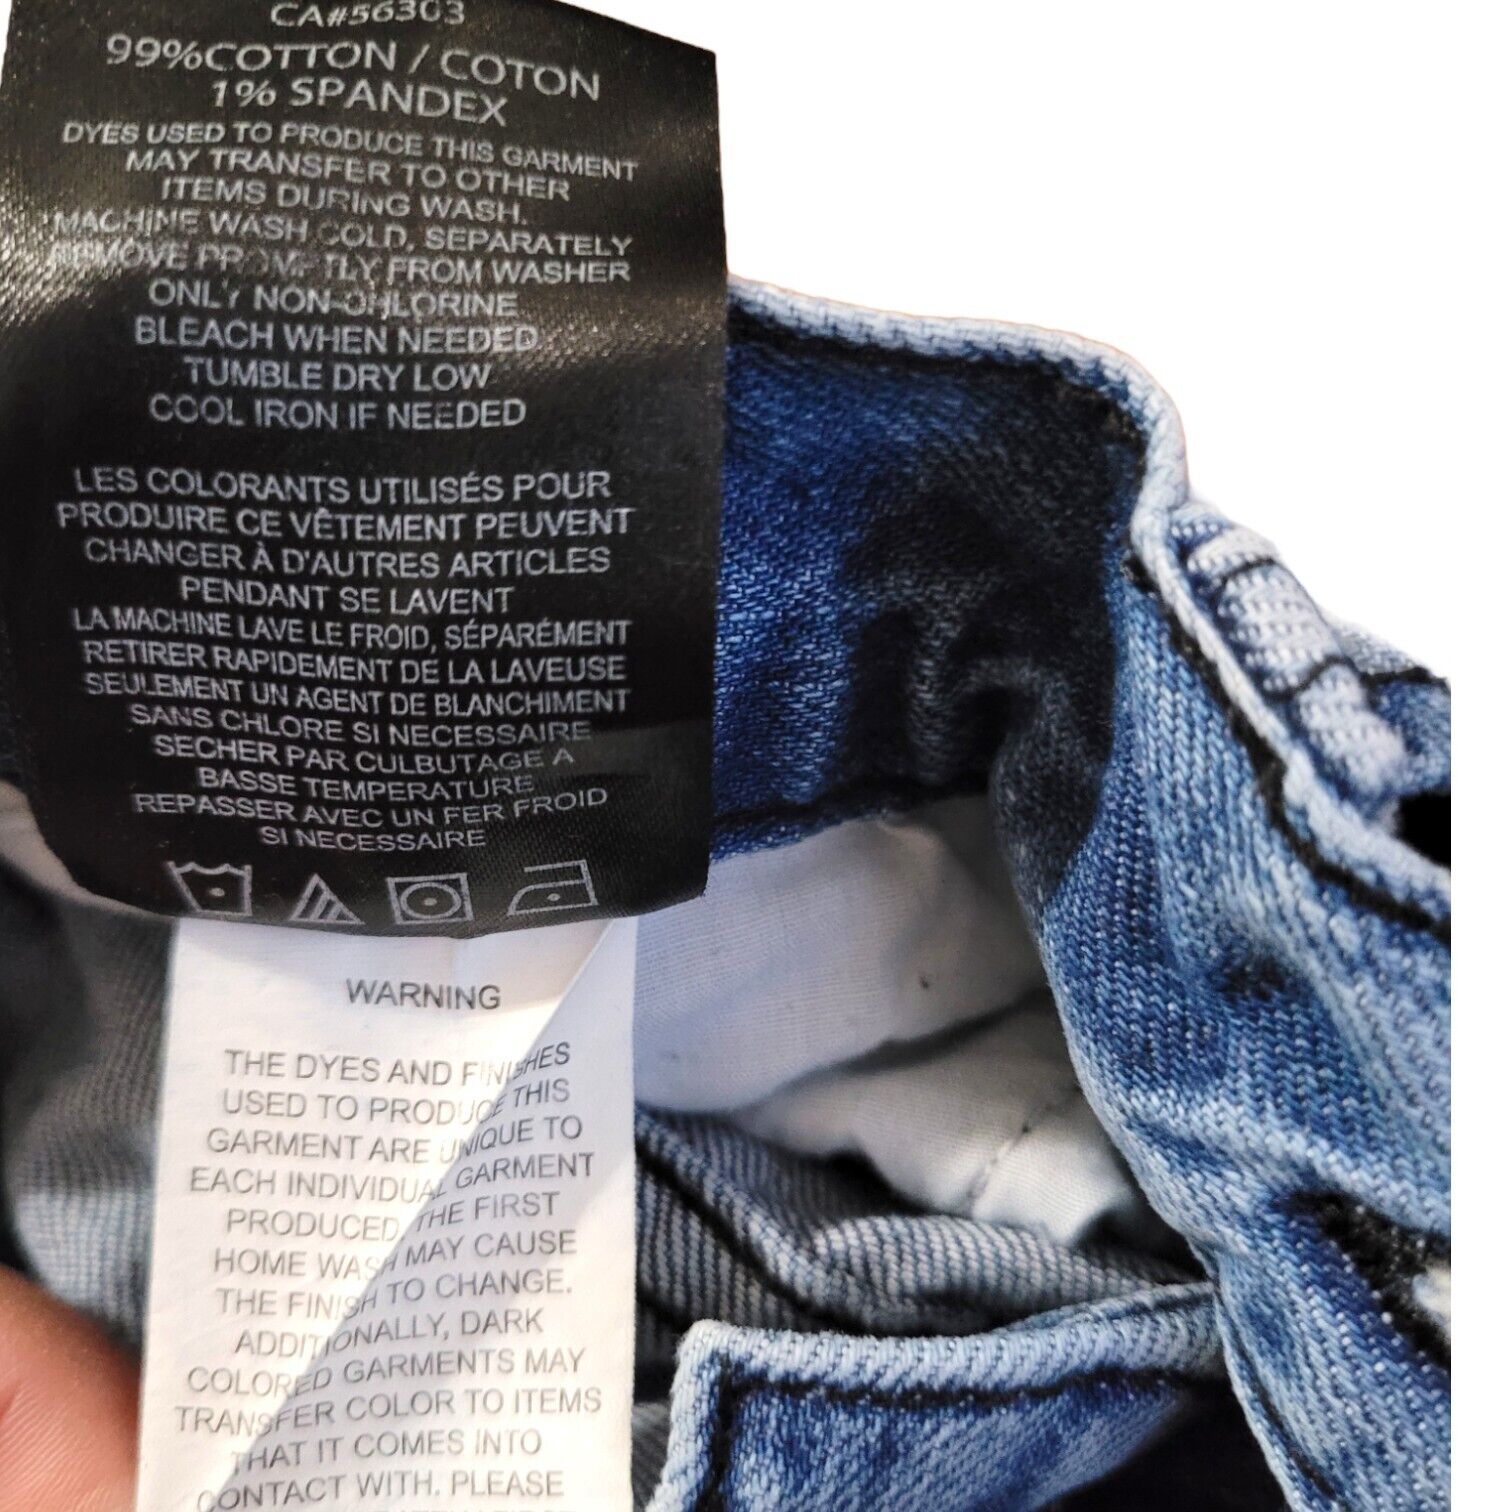 CA#56303
99%COTTON / COTON
1% SPANDEX
DYES USED TO PRODUCE THIS GARMENT
MAY TRANSFER TO OTHER
ITEMS DURING WASH.
MACHINE WASH COLD, SEPARATELY
REMOVE PROMPTLY FROM WASHER
ONLY NON-CHLORINE
BLEACH WHEN NEEDED
TUMBLE DRY LOW
COOL IRON IF NEEDED
LES COLORANTS UTILISÉS POUR
PRODUIRE CE VÊTEMENT PEUVENT
CHANGER À D'AUTRES ARTICLES
PENDANT SE LAVENT
LA MACHINE LAVE LE FROID, SÉPARÉMENT
RETIRER RAPIDEMENT DE LA LAVEUSE
SEULEMENT UN AGENT DE BLANCHIMENT
SANS CHLORE SI NECESSAIRE
SECHER PAR CULBUTAGE A
BASSE TEMPERATURE
REPASSER AVEC UN FER FROID
SI NECESSAIRE
WARNING
THE DYES AND FINISHES
USED TO PRODUCE THIS
GARMENT ARE UNIQUE TO
EACH INDIVIDUAL GARMENT
PRODUCED THE FIRST
HOME WASH MAY CAUSE
THE FINISH TO CHANGE.
ADDITIONALLY, DARK
COLORED GARMENTS MAY
TRANSFER COLOR TO ITEMS
THAT IT COMES INTO
CONTACT WITH. PLEASE